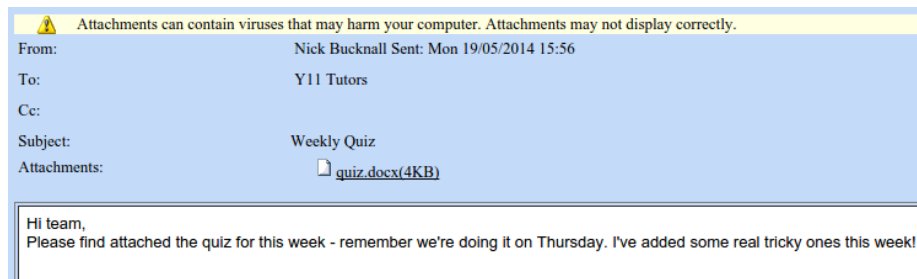 Attachments can contain viruses that may harm your computer. Attachments may not display correctly.
From: Nick Bucknall Sent: Mon 19/05/2014 15:56
To: Y11 Tutors
Cc:
Subject: Weekly Quiz
Attachments: quiz.docx(4KB)
Hi team,
Please find attached the quiz for this week - remember we're doing it on Thursday. I've added some real tricky ones this week!